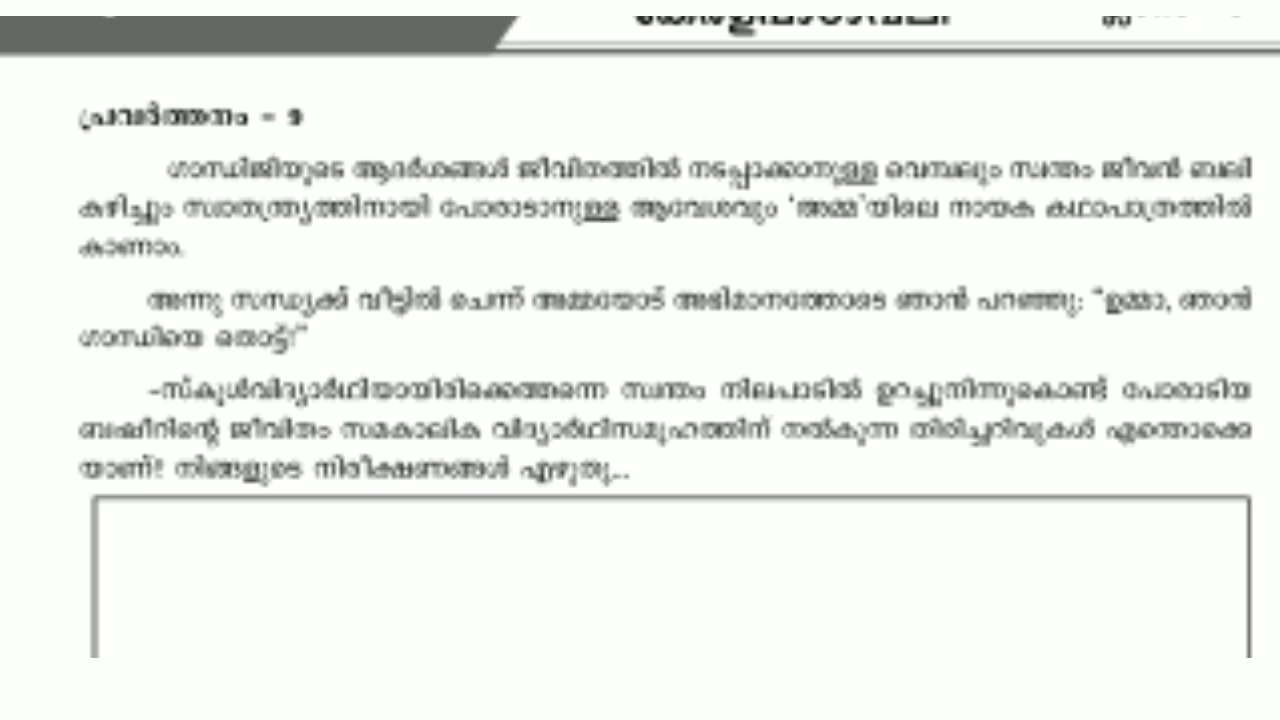 പ്രവർത്തനം - 9
ഗാന്ധിജിയുടെ ആദർശങ്ങൾ ജീവിതത്തിൽ നടപ്പാക്കാനുള്ള വെമ്പലും സ്വന്തം ജീവൻ ബലി
കഴിച്ചും സ്വാതന്ത്ര്യത്തിനായി പോരാടാനുള്ള ആവേശവും 'അമ്മ'യിലെ നായക കഥാപാത്രത്തിൽ
കാണാം.
അന്നു സന്ധ്യക്ക് വീട്ടിൽ ചെന്ന് അമ്മയോട് അഭിമാനത്തോടെ ഞാൻ പറഞ്ഞു: "ഉമ്മാ, ഞാൻ
ഗാന്ധിയെ തൊട്ട്!"
-സ്കൂൾവിദ്യാർഥിയായിരിക്കെത്തന്നെ സ്വന്തം നിലപാടിൽ ഉറച്ചുനിന്നുകൊണ്ട് പോരാടിയ
ബഷീറിന്റെ ജീവിതം സമകാലിക വിദ്യാർഥിസമൂഹത്തിന് നൽകുന്ന തിരിച്ചറിവുകൾ എന്തൊക്കെ
യാണ്? നിങ്ങളുടെ നിരീക്ഷണങ്ങൾ എഴുതൂ...